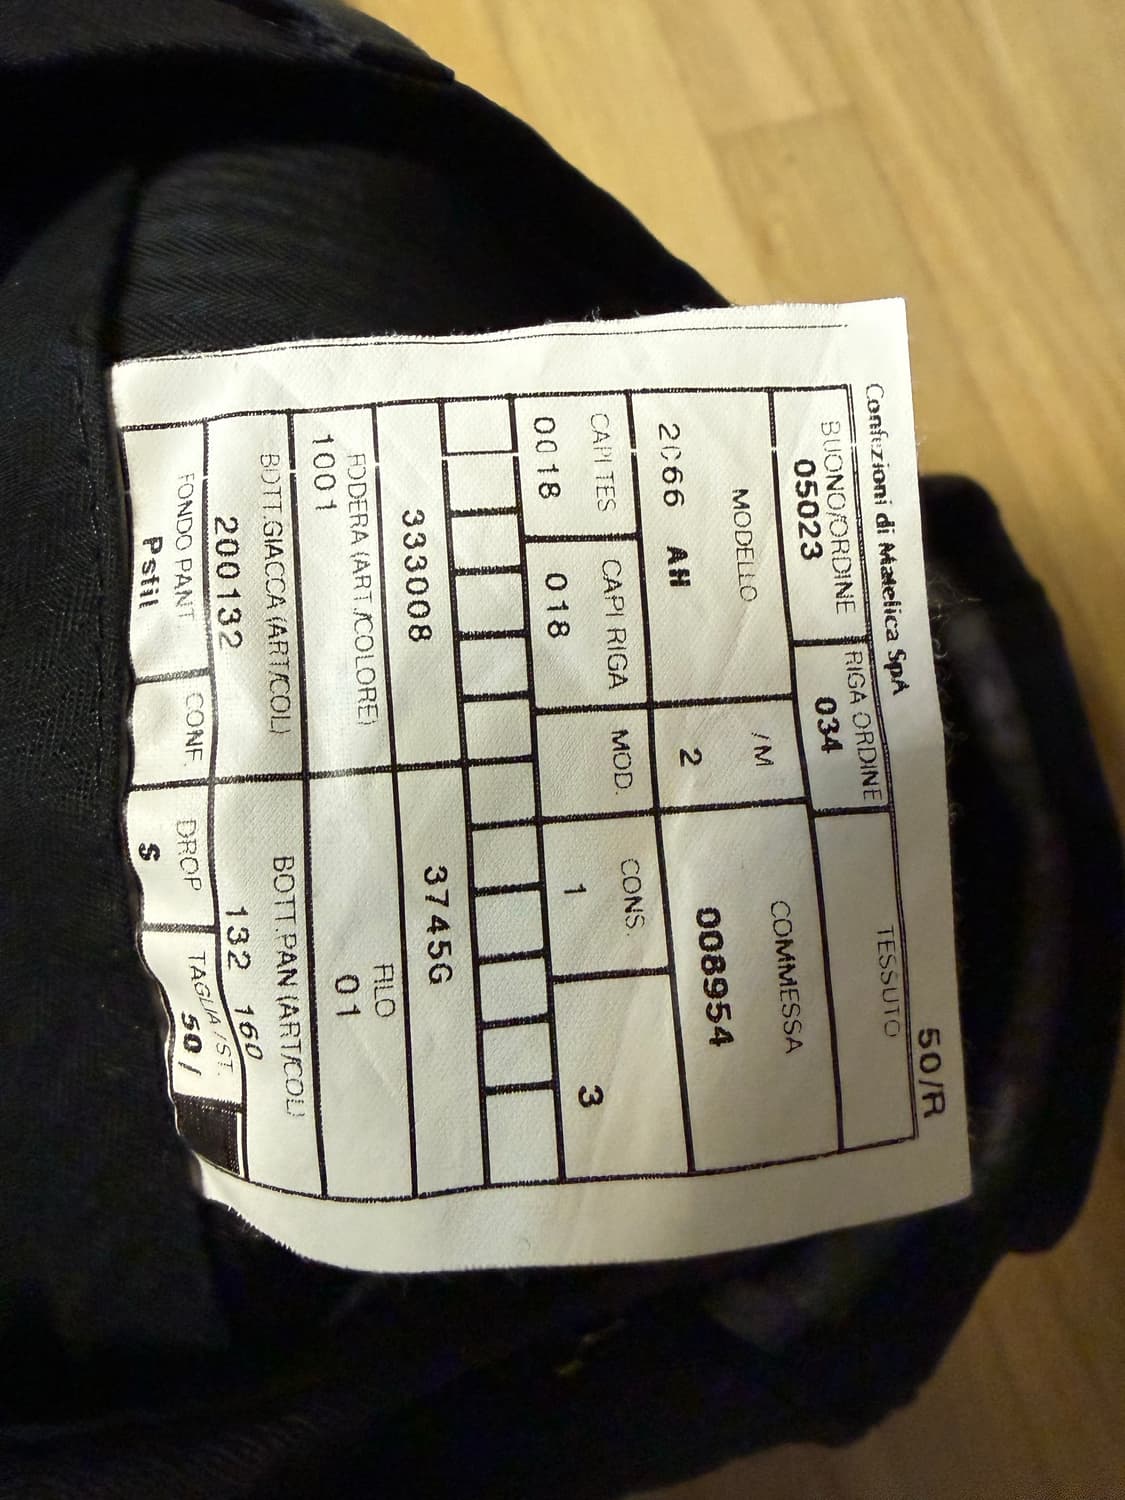 50/R
Confezioni di Matelica SpA
BUONO/ORDINE RIGA ORDINE TESSUTO
05023 034
MODELLO /M COMMESSA
2066 AH 2 008954
CAPI TES CAPI RIGA MOD. CONS.
0018 018 1 3
333008 3745G
FODERA (ART./COLORE) FILO
1001 01
BOTT.GIACCA (ART/COL) BOTT.PAN (ART/COL)
200132 132 160
FONDO PANT CONF. DROP TAGLIA/ST.
Pstil $ 50/